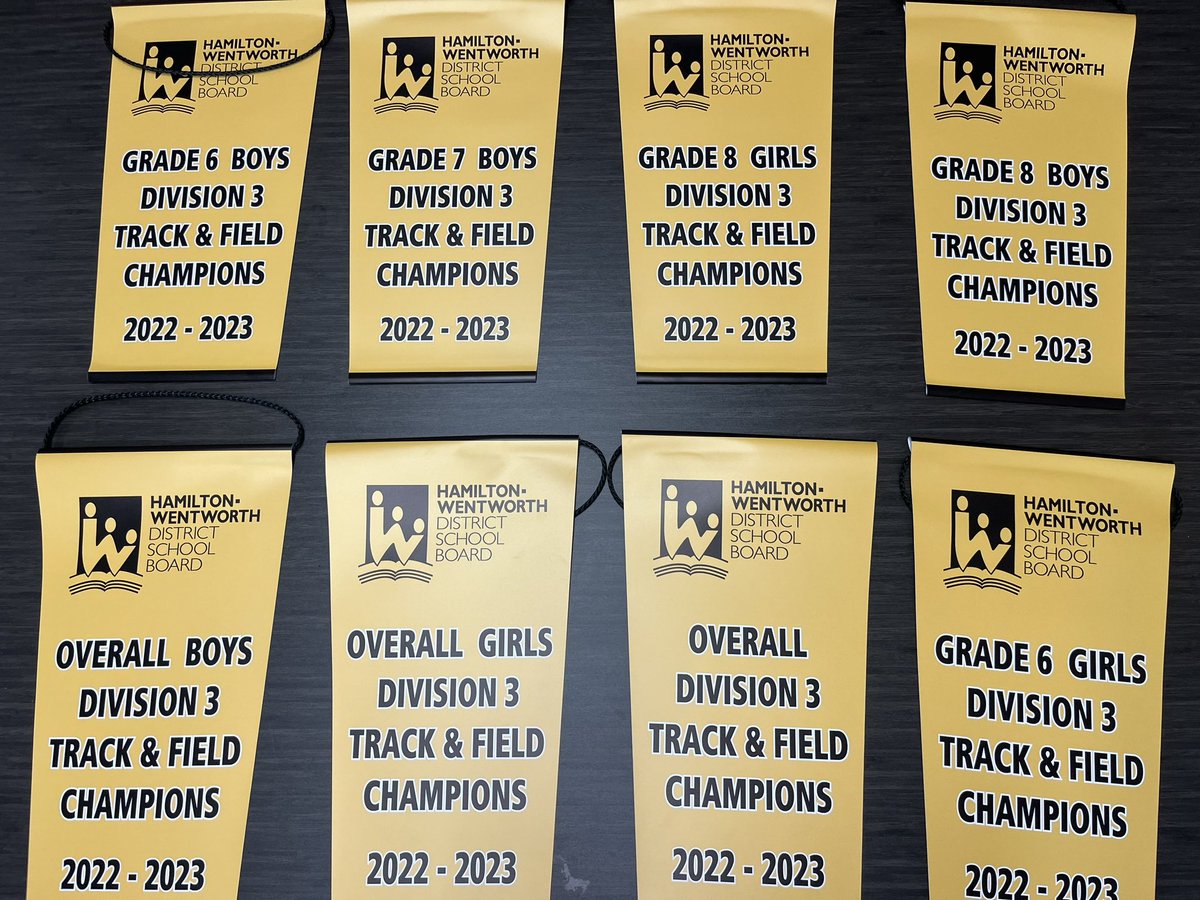 HAMILTON-
WENTWORTH
DISTRICT
SCHOOL
BOARD
GRADE 6 BOYS
DIVISION 3
TRACK & FIELD
CHAMPIONS
2022 - 2023
HAMILTON-
WENTWORTH
DISTRICT
SCHOOL
BOARD
GRADE 7 BOYS
DIVISION 3
TRACK & FIELD
CHAMPIONS
2022 - 2023
HAMILTON-
WENTWORTH
DISTRICT
SCHOOL
BOARD
GRADE 8 GIRLS
DIVISION 3
TRACK & FIELD
CHAMPIONS
2022 - 2023
HAMILTON-
WENTWORTH
DISTRICT
SCHOOL
BOARD
GRADE 8 BOYS
DIVISION 3
TRACK & FIELD
CHAMPIONS
2022 - 2023
HAMILTON-
WENTWORTH
DISTRICT
SCHOOL
BOARD
OVERALL BOYS
DIVISION 3
TRACK & FIELD
CHAMPIONS
2022 - 2023
HAMILTON-
WENTWORTH
DISTRICT
SCHOOL
BOARD
OVERALL GIRLS
DIVISION 3
TRACK & FIELD
CHAMPIONS
2022 - 2023
HAMILTON-
WENTWORTH
DISTRICT
SCHOOL
BOARD
OVERALL
DIVISION 3
TRACK & FIELD
CHAMPIONS
2022 - 2023
HAMILTON-
WENTWORTH
DISTRICT
SCHOOL
BOARD
GRADE 6 GIRLS
DIVISION 3
TRACK & FIELD
CHAMPIONS
2022 - 2023